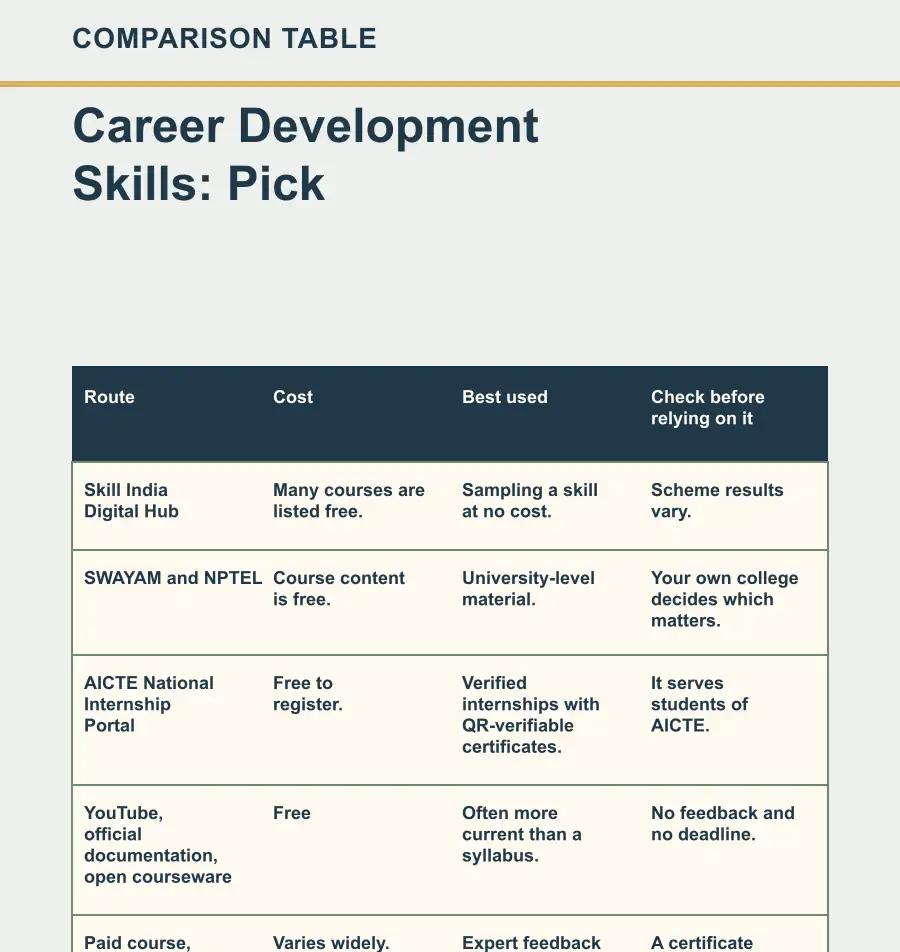 COMPARISON TABLE
Career Development
Skills: Pick
Route
Cost
Best used
Check before
relying on it
Skill India
Digital Hub
Many courses are
listed free.
Sampling a skill
at no cost.
Scheme results
vary.
SWAYAM and NPTEL
Course content
is free.
University-level
material.
Your own college
decides which
matters.
AICTE National
Internship
Portal
Free to
register.
Verified
internships with
QR-verifiable
certificates.
It serves
students of
AICTE.
YouTube,
official
documentation,
open courseware
Free
Often more
current than a
syllabus.
No feedback and
no deadline.
Paid course,
Varies widely.
Expert feedback
A certificate